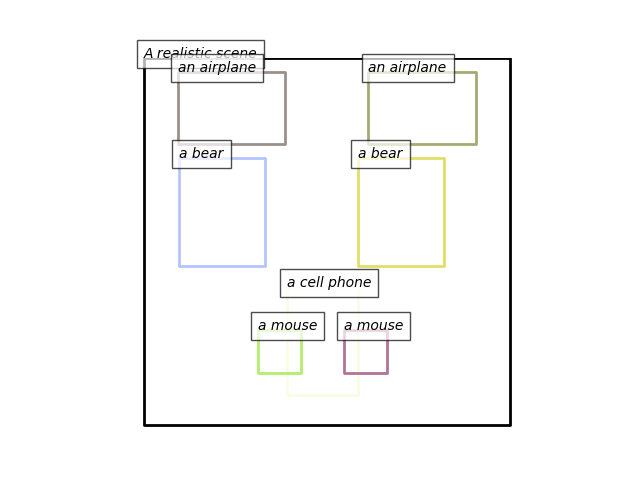 A realistic scene
an airplane
an airplane
a bear
a bear
a cell phone
a mouse
a mouse